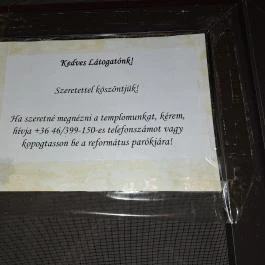 Kedves Látogatónk!
Szeretettel köszöntjük!
Ha szeretné megnézni a templomunkat, kérem,
hívja +36 46/399-150-es telefonszámot vagy
kopogtasson be a református parókiára!